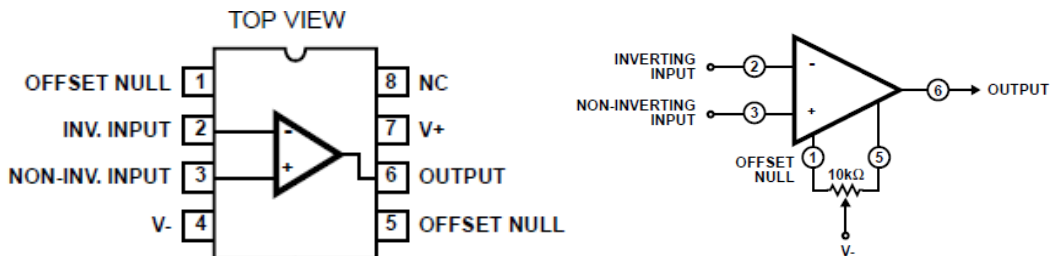 TOP VIEW
OFFSET NULL 1
8 NC
INV. INPUT 2
7 V+
NON-INV. INPUT 3
6 OUTPUT
V- 4
5 OFFSET NULL
-
+
INVERTING
INPUT
2
-
NON-INVERTING
INPUT
3
+
6
OUTPUT
OFFSET
NULL
1
5
10kΩ
V-